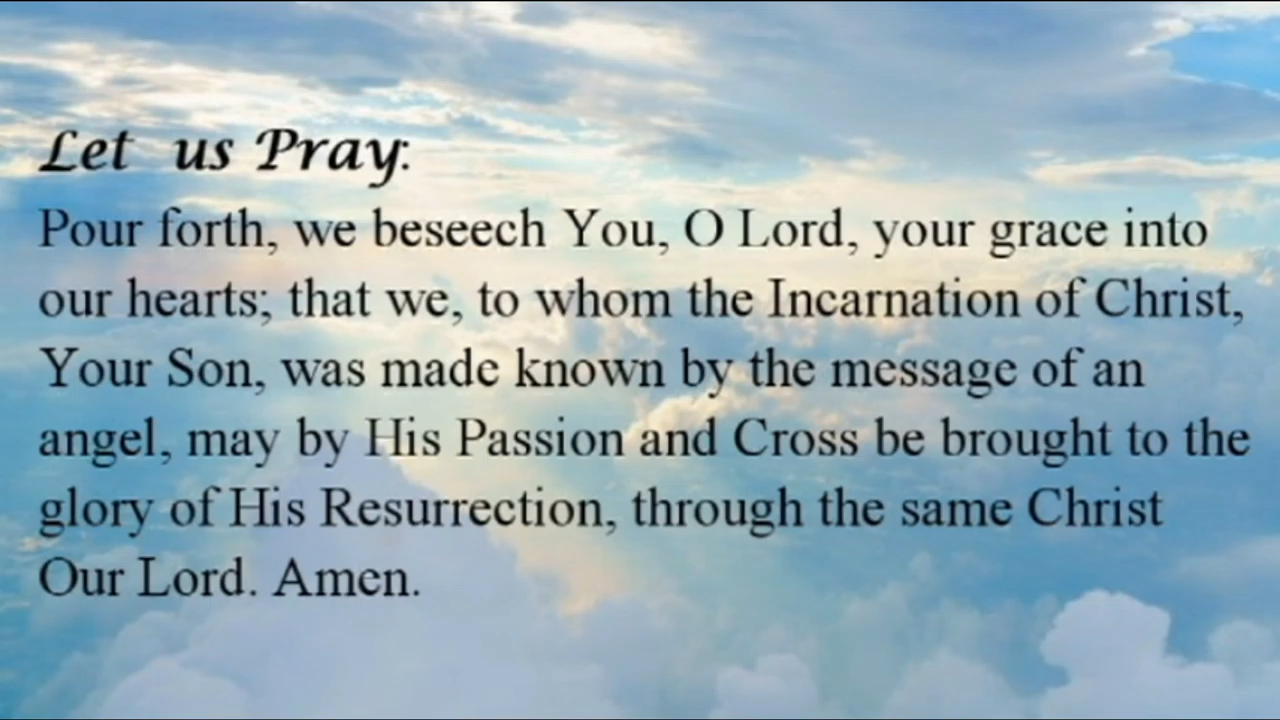 Let us Pray:
Pour forth, we beseech You, O Lord, your grace into
our hearts; that we, to whom the Incarnation of Christ,
Your Son, was made known by the message of an
angel, may by His Passion and Cross be brought to the
glory of His Resurrection, through the same Christ
Our Lord. Amen.